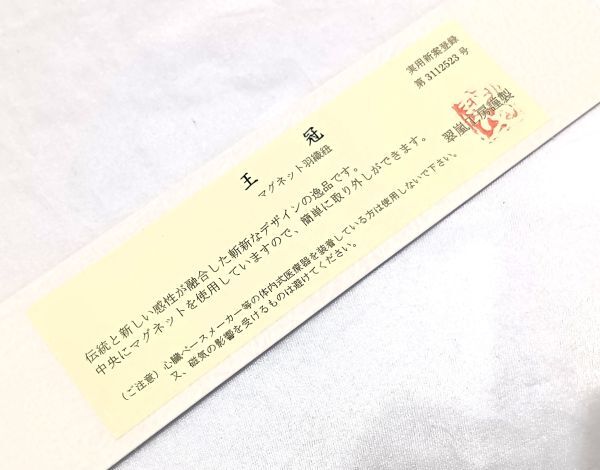 実用新案登録
第3112523号
王冠
マグネット羽織紐
伝統と新しい感性が融合した斬新なデザインの逸品です。
中央にマグネットを使用していますので、簡単に取り外しができます。
翠嵐工房謹製
(ご注意) 心臓ペースメーカー等の体内式医療器を装着している方は使用しないで下さい。
又、磁気の影響を受けるものは避けてください。